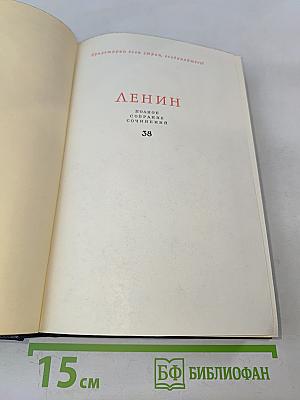 Пролетарии всех стран, соединяйтесь!
ЛЕНИН
ПОЛНОЕ
СОБРАНИЕ
СОЧИНЕНИЙ
38
15 см
БФ БИБЛИОФАН